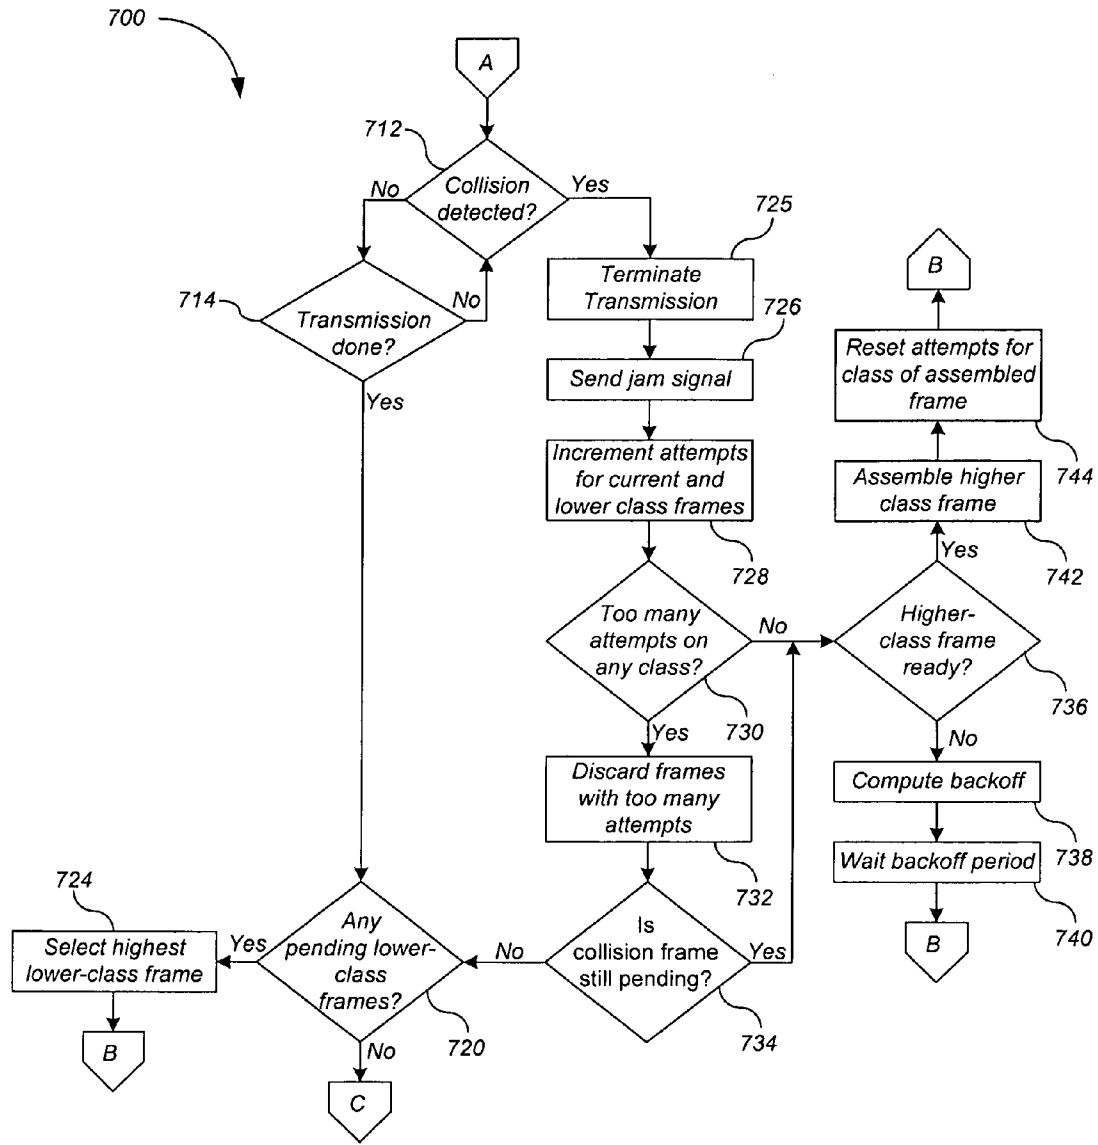 700
A
712
No
Collision
detected?
Yes
725
Terminate
Transmission
714
Transmission
done?
No
Yes
726
Send jam signal
B
Reset attempts for
class of assembled
frame
744
Increment attempts
for current and
lower class frames
728
Assemble higher
class frame
742
Yes
Too many
attempts on
any class?
No
730
Yes
Higher-
class frame
ready?
736
No
Discard frames
with too many
attempts
732
Compute backoff
738
Wait backoff period
740
B
724
Select highest
lower-class frame
Yes
Any
pending lower-
class
frames?
720
No
No
Is
collision frame
still pending?
Yes
734
B
C